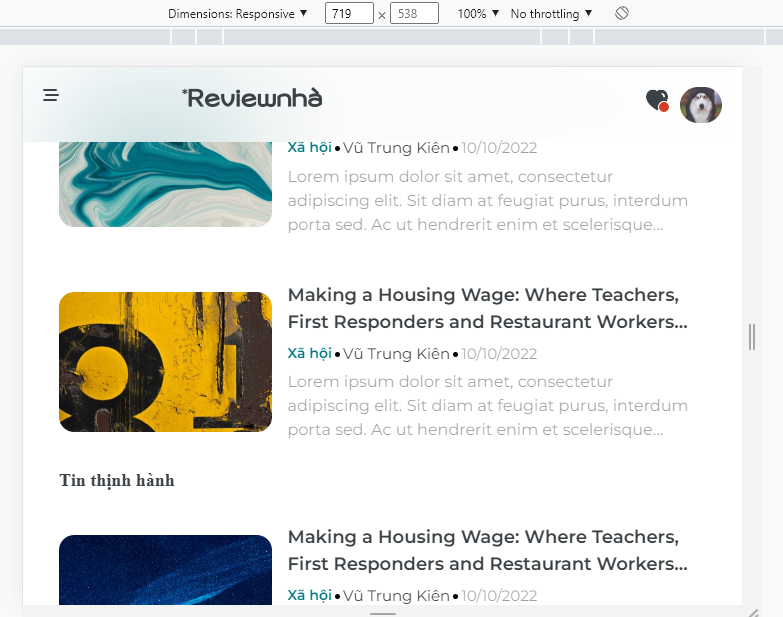 Dimensions: Responsive ▼ 719 × 538 100% ▼ No throttling ▼
*Reviewnhà
Xã hội • Vũ Trung Kiên • 10/10/2022
Lorem ipsum dolor sit amet, consectetur
adipiscing elit. Sit diam at feugiat purus, interdum
porta sed. Ac ut hendrerit enim et scelerisque...
Making a Housing Wage: Where Teachers,
First Responders and Restaurant Workers...
Xã hội • Vũ Trung Kiên • 10/10/2022
Lorem ipsum dolor sit amet, consectetur
adipiscing elit. Sit diam at feugiat purus, interdum
porta sed. Ac ut hendrerit enim et scelerisque...
Tin thịnh hành
Making a Housing Wage: Where Teachers,
First Responders and Restaurant Workers...
Xã hội • Vũ Trung Kiên • 10/10/2022